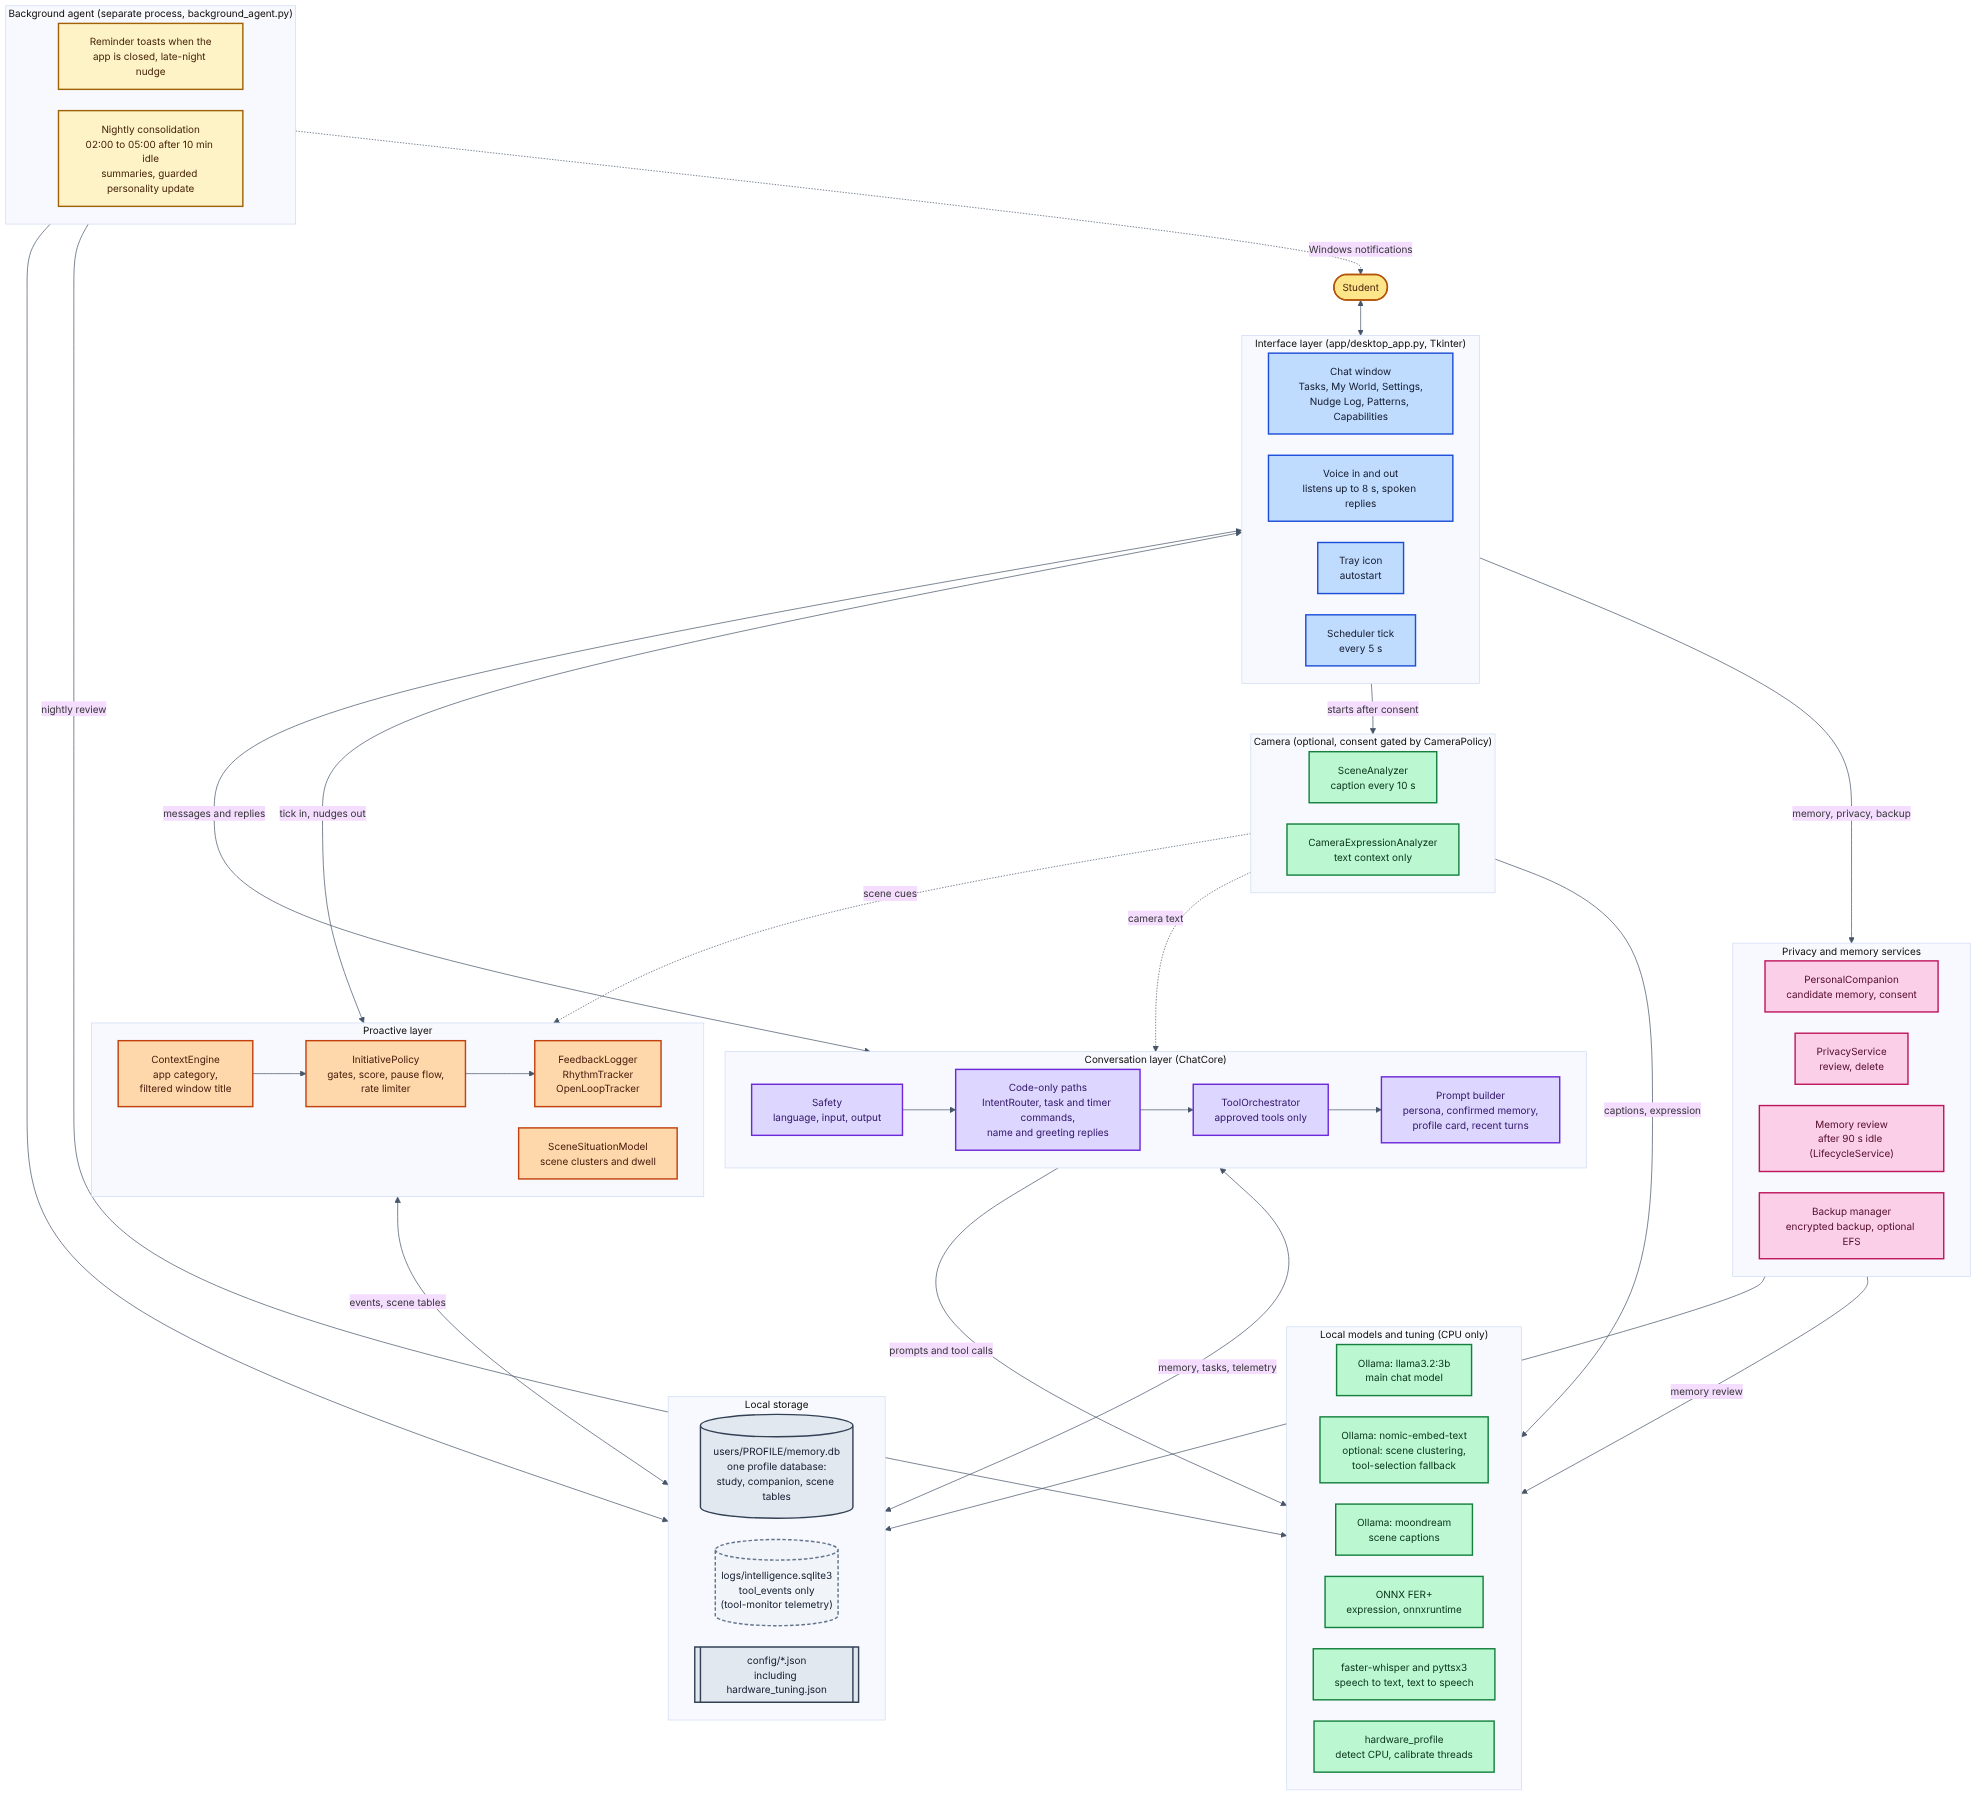 Background agent (separate process, background_agent.py)
Reminder toasts when the
app is closed, late-night
nudge
Nightly consolidation
02:00 to 05:00 after 10 min
idle
summaries, guarded
personality update
Windows notifications
Student
Interface layer (app/desktop_app.py, Tkinter)
Chat window
Tasks, My World, Settings,
Nudge Log, Patterns,
Capabilities
Voice in and out
listens up to 8 s, spoken
replies
Tray icon
autostart
Scheduler tick
every 5 s
nightly review
starts after consent
Camera (optional, consent gated by CameraPolicy)
SceneAnalyzer
caption every 10 s
CameraExpressionAnalyzer
text context only
messages and replies
tick in, nudges out
memory, privacy, backup
scene cues
camera text
Privacy and memory services
PersonalCompanion
candidate memory, consent
PrivacyService
review, delete
Memory review
after 90 s idle
(LifecycleService)
Backup manager
encrypted backup, optional
EFS
Proactive layer
ContextEngine
app category,
filtered window title
InitiativePolicy
gates, score, pause flow,
rate limiter
FeedbackLogger
RhythmTracker
OpenLoopTracker
SceneSituationModel
scene clusters and dwell
Conversation layer (ChatCore)
Safety
language, input, output
Code-only paths
IntentRouter, task and timer
commands,
name and greeting replies
ToolOrchestrator
approved tools only
Prompt builder
persona, confirmed memory,
profile card, recent turns
captions, expression
events, scene tables
prompts and tool calls
memory, tasks, telemetry
memory review
Local storage
users/PROFILE/memory.db
one profile database:
study, companion, scene
tables
logs/intelligence.sqlite3
tool_events only
(tool-monitor telemetry)
config/*.json
including
hardware_tuning.json
Local models and tuning (CPU only)
Ollama: llama3.2:3b
main chat model
Ollama: nomic-embed-text
optional: scene clustering,
tool-selection fallback
Ollama: moondream
scene captions
ONNX FER+
expression, onnxruntime
faster-whisper and pyttsx3
speech to text, text to speech
hardware_profile
detect CPU, calibrate threads